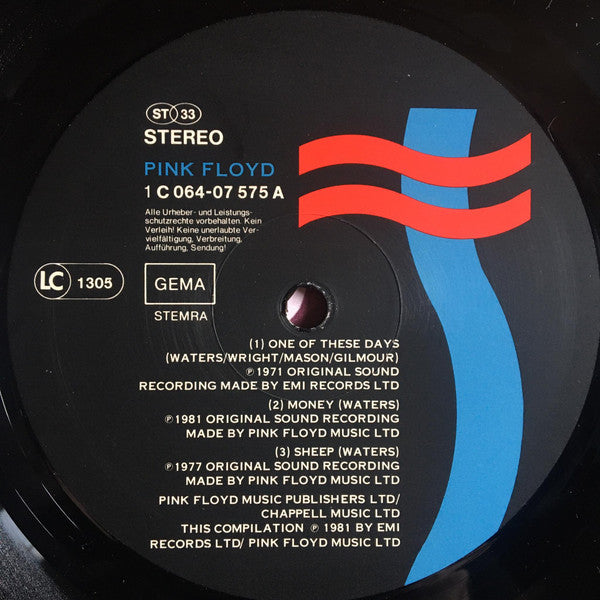 ST 33
STEREO
PINK FLOYD
1 C 064-07 575 A
Alle Urheber- und Leistungs-
schutzrechte vorbehalten. Kein
Verleih! Keine unerlaubte Ver-
vielfältigung, Verbreitung,
Aufführung, Sendung!
LC 1305
GEMA
STEMRA
(1) ONE OF THESE DAYS
(WATERS/WRIGHT/MASON/GILMOUR)
℗ 1971 ORIGINAL SOUND
RECORDING MADE BY EMI RECORDS LTD
(2) MONEY (WATERS)
℗ 1981 ORIGINAL SOUND RECORDING
MADE BY PINK FLOYD MUSIC LTD
(3) SHEEP (WATERS)
℗ 1977 ORIGINAL SOUND RECORDING
MADE BY PINK FLOYD MUSIC LTD
PINK FLOYD MUSIC PUBLISHERS LTD/
CHAPPELL MUSIC LTD
THIS COMPILATION ℗ 1981 BY EMI
RECORDS LTD/ PINK FLOYD MUSIC LTD